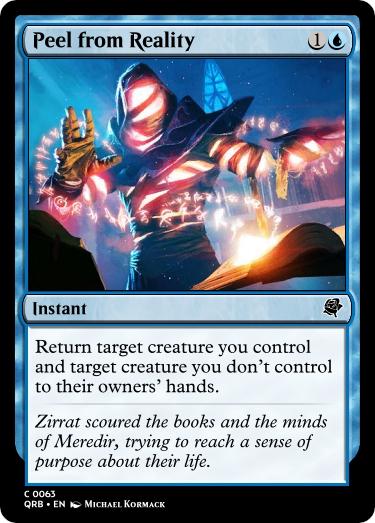 Peel from Reality 1
Instant
Return target creature you control
and target creature you don't control
to their owners' hands.
Zirrat scoured the books and the minds
of Meredir, trying to reach a sense of
purpose about their life.
C 0063
QRB • EN Michael Kormack